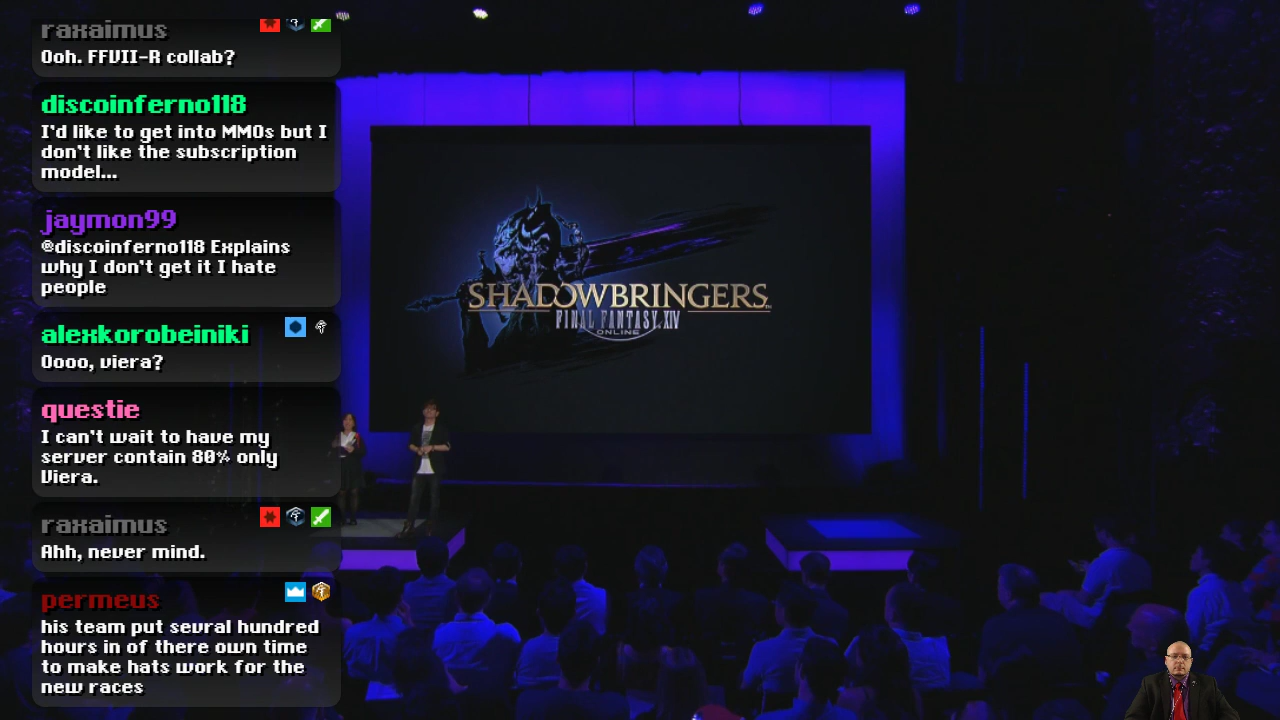 raxaimus
Ooh. FFVII-R collab?
discoinferno118
I'd like to get into MMOs but I
don't like the subscription
model...
jaymon99
@discoinferno118 Explains
why I don't get it I hate
people
alexkorobeiniki
Oooo, viera?
questie
I can't wait to have my
server contain 80% only
Viera.
raxaimus
Ahh, never mind.
permeus
his team put sevral hundred
hours in of there own time
to make hats work for the
new races
SHADOWBRINGERS™
FINAL FANTASY XIV
ONLINE